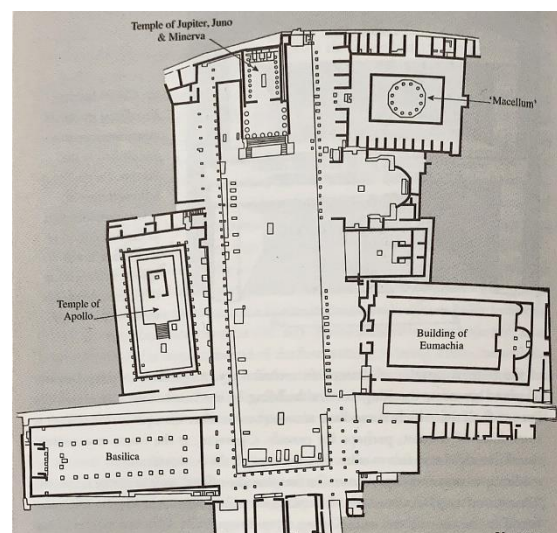 Temple of Jupiter, Juno
& Minerva
'Macellum'
Temple of
Apollo
Building of
Eumachia
Basilica